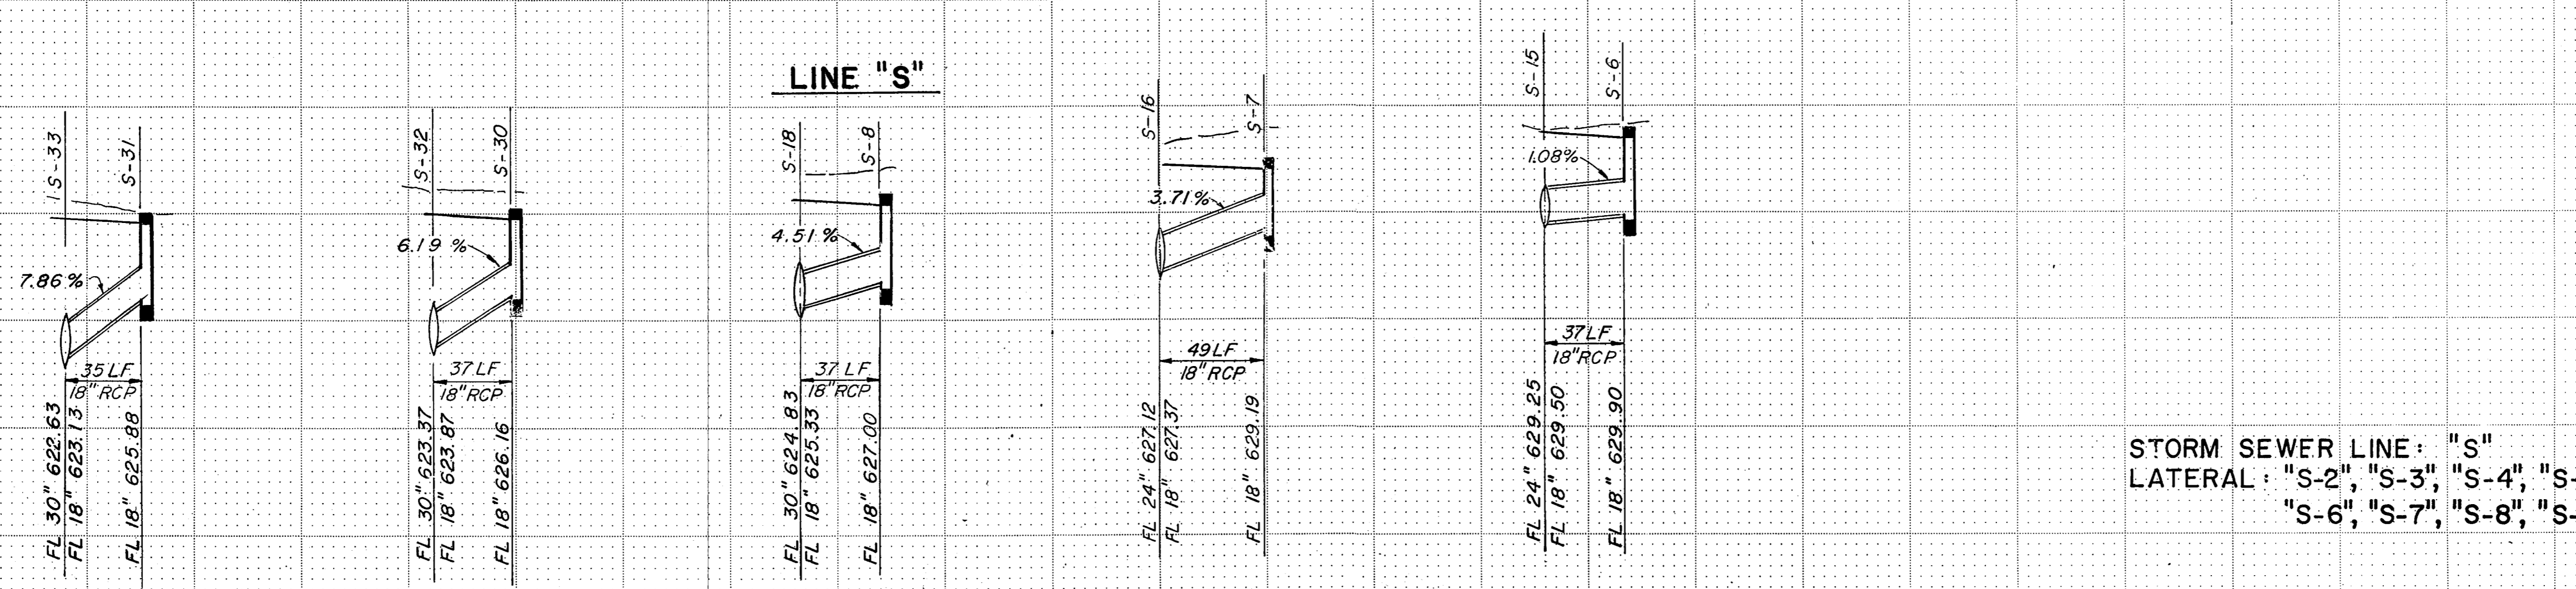 LINE "S"
S-33
S-31
7.86%
35 LF
18" RCP
FL 30" 622.63
FL 18" 623.13
FL 18" 625.88
S-32
S-30
6.19 %
37 LF
18" RCP
FL 30" 623.37
FL 18" 623.87
FL 18" 626.16
S-18
S-8
4.51 %
37 LF
18" RCP
FL 30" 624.83
FL 18" 625.33
FL 18" 627.00
S-16
S-7
3.71%
49 LF
18" RCP
FL 24" 627.12
FL 18" 627.37
FL 18" 629.19
S-15
S-6
1.08%
37 LF
18" RCP
FL 24" 629.25
FL 18" 629.50
FL 18" 629.90
STORM SEWER LINE: "S"
LATERAL: "S-2", "S-3", "S-4", "S-
"S-6", "S-7", "S-8", "S-